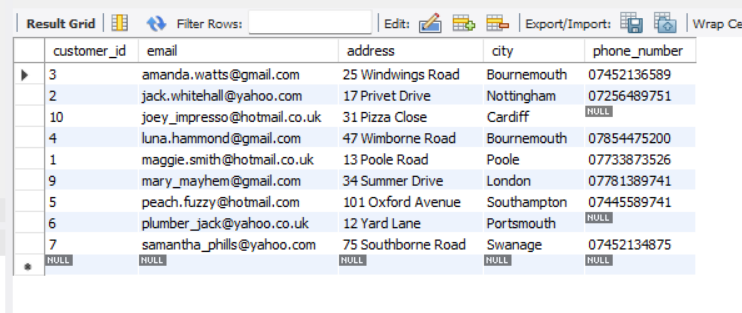 Result Grid Filter Rows: Edit: Export/Import: Wrap Ce
customer_id email address city phone_number
3 amanda.watts@gmail.com 25 Windwings Road Bournemouth 07452136589
2 jack.whitehall@yahoo.com 17 Privet Drive Nottingham 07256489751
10 joey_impresso@hotmail.co.uk 31 Pizza Close Cardiff NULL
4 luna.hammond@gmail.com 47 Wimborne Road Bournemouth 07854475200
1 maggie.smith@hotmail.co.uk 13 Poole Road Poole 07733873526
9 mary_mayhem@gmail.com 34 Summer Drive London 07781389741
5 peach.fuzzy@hotmail.com 101 Oxford Avenue Southampton 07445589741
6 plumber_jack@yahoo.co.uk 12 Yard Lane Portsmouth NULL
7 samantha_phills@yahoo.com 75 Southborne Road Swanage 07452134875
NULL NULL NULL NULL NULL